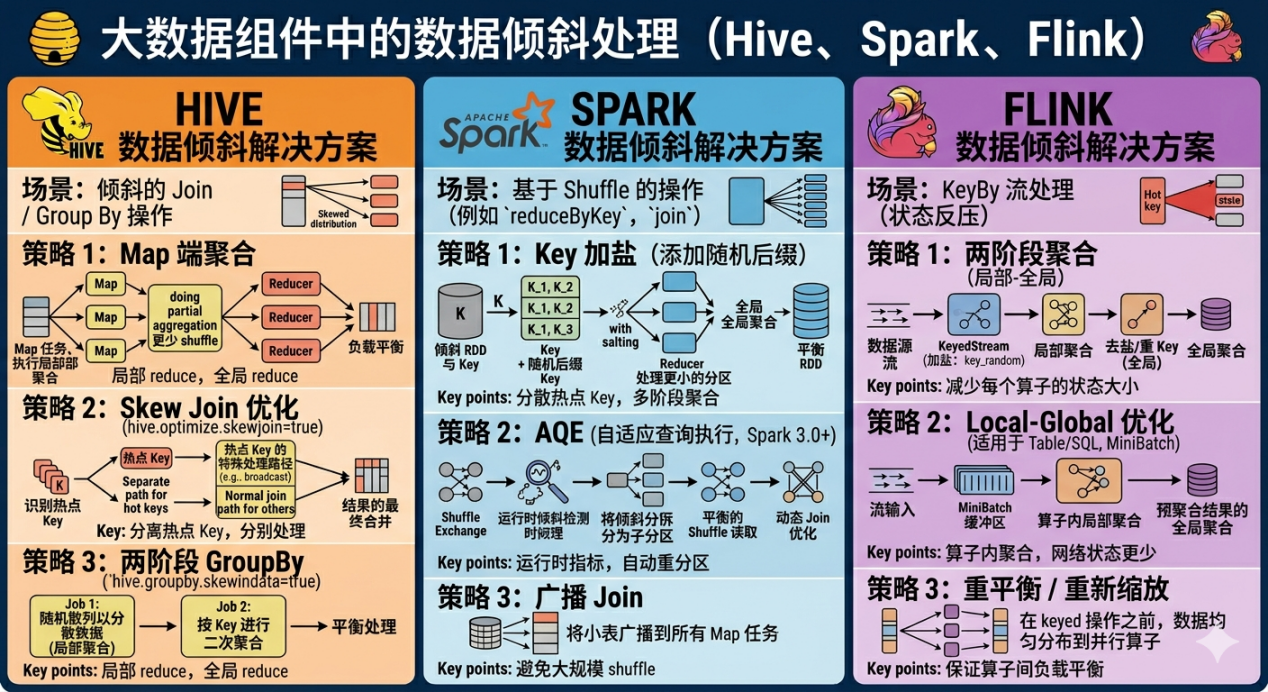 大数据组件中的数据倾斜处理（Hive、Spark、Flink）
HIVE
HIVE
数据倾斜解决方案
场景：倾斜的 Join
/ Group By 操作
Skewed
distribution
策略 1：Map 端聚合
Map
Map
Map
doing
partial
aggregation
更少 shuffle
Reducer
Reducer
Reducer
Map 任务、
执行局部部
聚合
负载平衡
局部 reduce，全局 reduce
策略 2：Skew Join 优化
(hive.optimize.skewjoin=true)
K
识别热点
Key
热点 Key
Separate
path for
hot keys
热点 Key 的
特殊处理路径
(e.g., broadcast)
Normal join
path for others
结果的最
终合并
Key: 分离热点 Key，分别处理
策略 3：两阶段 GroupBy
(`hive.groupby.skewindata=true)
Job 1:
随机散列以分
散
(局部聚合)
Job 2:
按 Key 进行
二次聚合
平衡处理
Key points: 局部 reduce，全局 reduce
APACHE
Spark
SPARK
数据倾斜解决方案
场景：基于 Shuffle 的操作
（例如 `reduceByKey`，`join`）
策略 1：Key 加盐（添加随机后缀）
K
K
K_1, K_2
K_1, K_2
K_1, K_3
with
salting
全局
全局聚合
倾斜 RDD
与 Key
Key
+ 随机后缀
Key
Reducer
处理更小的分区
平衡
RDD
Key points: 分散热点 Key，多阶段聚合
策略 2：AQE (自适应查询执行, Spark 3.0+)
Shuffle
Exchange
运行时倾斜检测
将倾斜分
分为子分区
平衡的
Shuffle 读取
动态 Join
优化
Key points: 运行时指标，自动重分区
策略 3：广播 Join
将小表广播到所有 Map 任务
Key points: 避免大规模 shuffle
FLINK
数据倾斜解决方案
场景：KeyBy 流处理
（状态反压）
Hot
key
stsle
策略 1：两阶段聚合
(局部-全局)
数据源
流
KeyedStream
(加盐：key_random)
局部聚合
去盐/重 Key
(全局)
全局聚合
Key points: 减少每个算子的状态大小
策略 2：Local-Global 优化
(适用于 Table/SQL, MiniBatch)
流输入
MiniBatch
缓冲区
算子内局部聚合
预聚合结果的
全局聚合
Key points: 算子内聚合，网络状态更少
策略 3：重平衡 / 重新缩放
在 keyed 操作之前，数据均
匀分布到并行算子
Key points: 保证算子间负载平衡